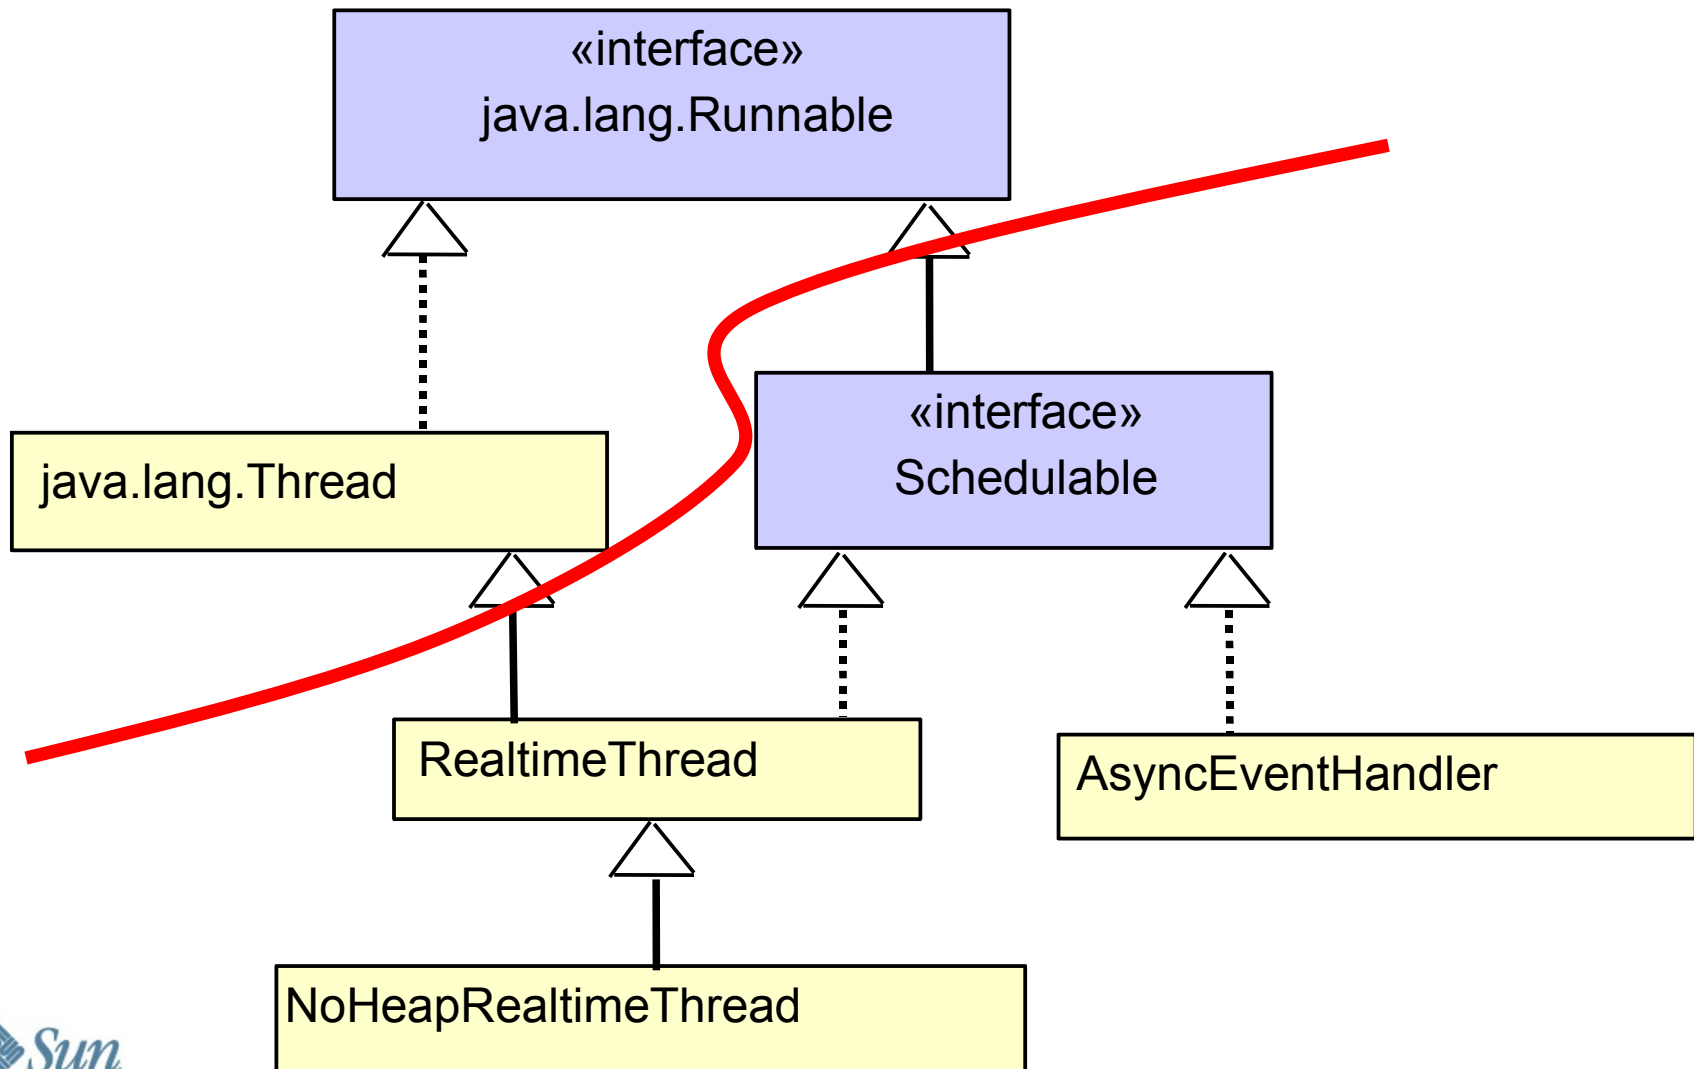 «interface»
java.lang.Runnable
«interface»
Schedulable
java.lang.Thread
RealtimeThread
AsyncEventHandler
NoHeapRealtimeThread
Sun